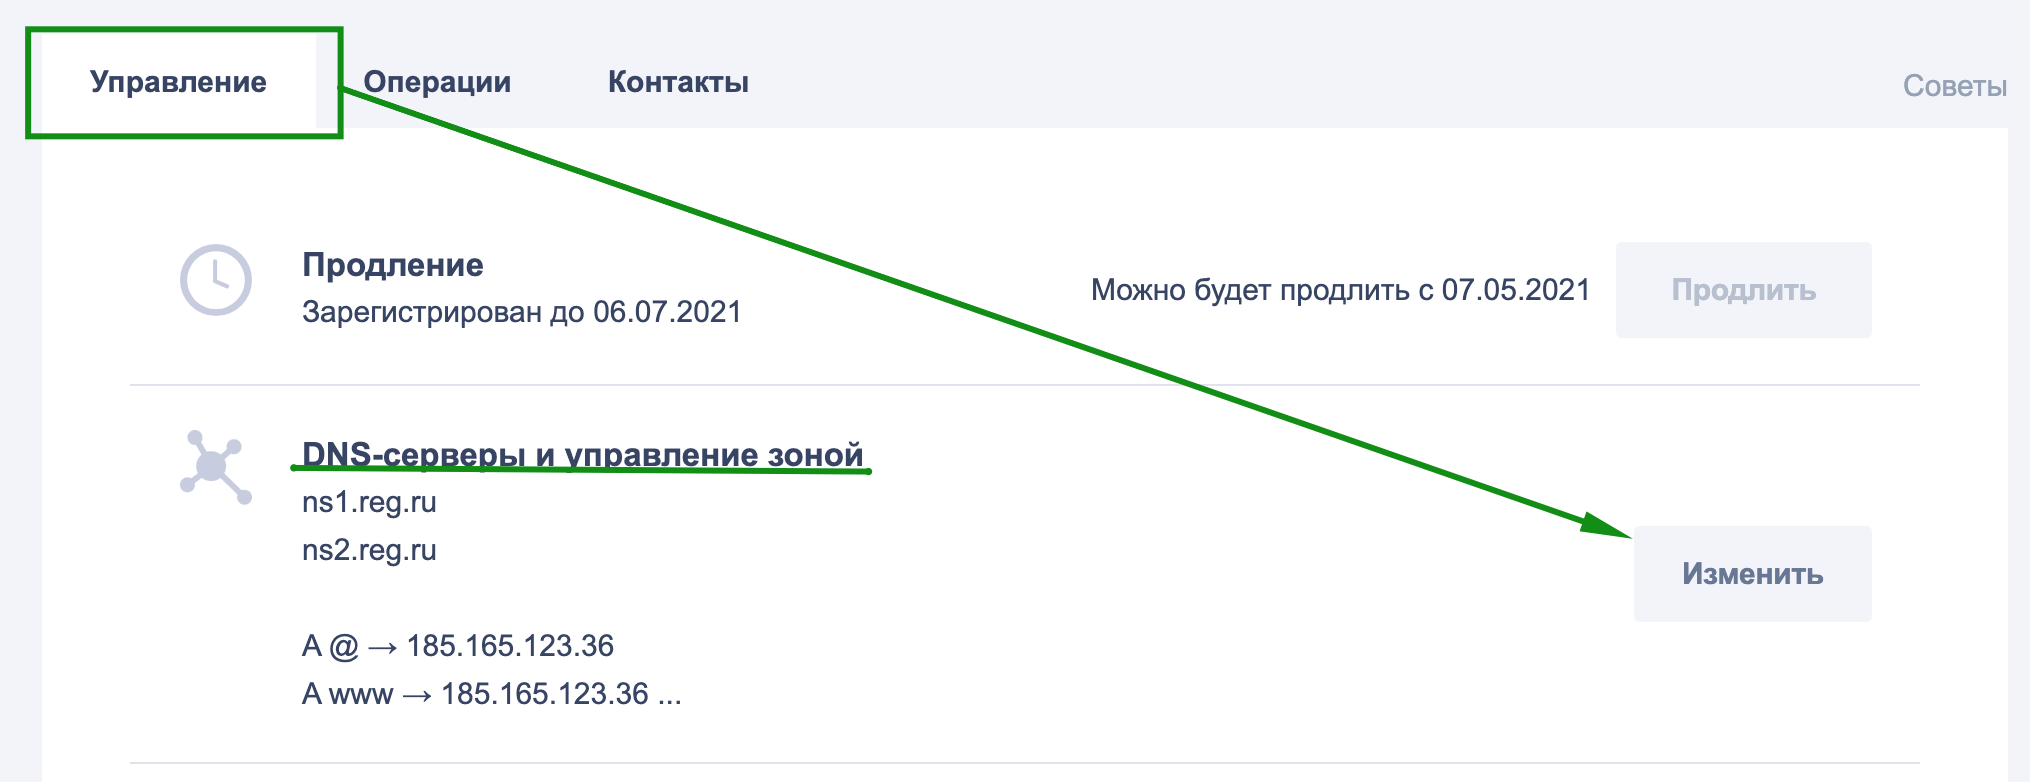 Управление
Операции
Контакты
Советы
Продление
Зарегистрирован до 06.07.2021
Можно будет продлить с 07.05.2021
Продлить
DNS-серверы и управление зоной
ns1.reg.ru
ns2.reg.ru
Изменить
A @ → 185.165.123.36
A www → 185.165.123.36 ...